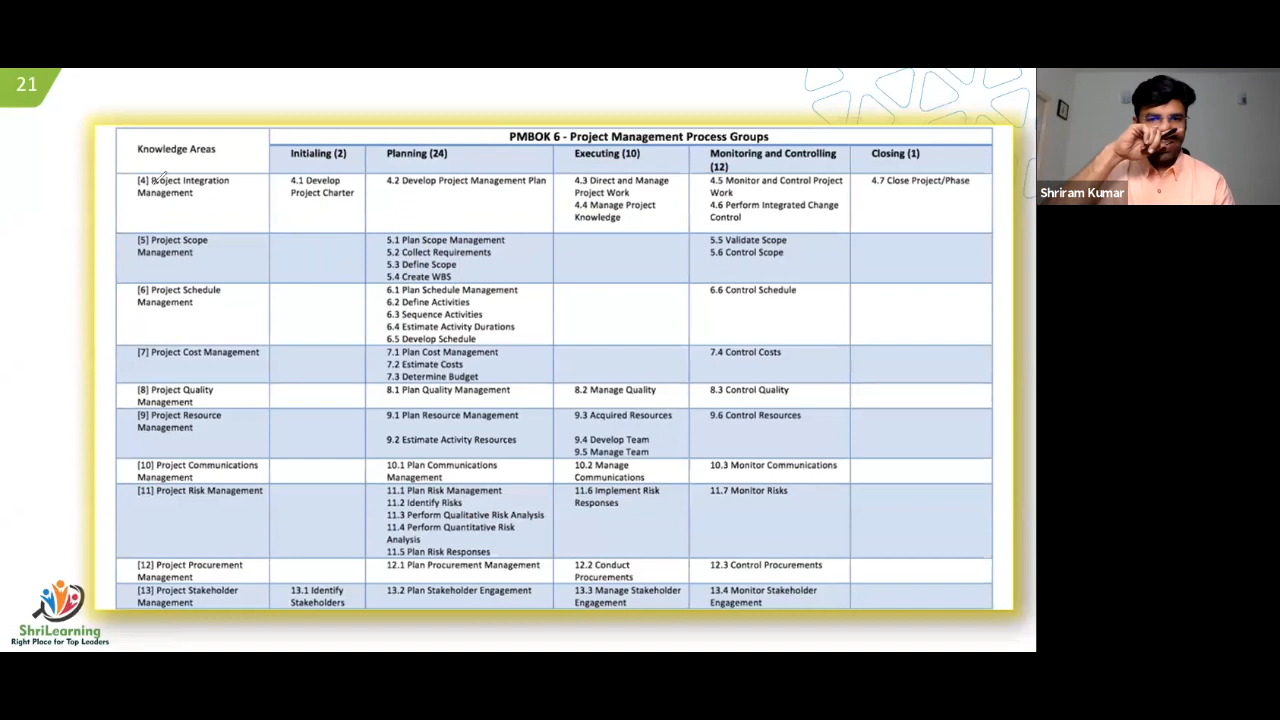 21
PMBOK 6 - Project Management Process Groups
Knowledge Areas
Initialing (2)
Planning (24)
Executing (10)
Monitoring and Controlling
(12)
Closing (1)
[4] Project Integration
Management
4.1 Develop
Project Charter
4.2 Develop Project Management Plan
4.3 Direct and Manage
Project Work
4.4 Manage Project
Knowledge
4.5 Monitor and Control Project
Work
4.6 Perform Integrated Change
Control
4.7 Close Project/Phase
[5] Project Scope
Management
5.1 Plan Scope Management
5.2 Collect Requirements
5.3 Define Scope
5.4 Create WBS
5.5 Validate Scope
5.6 Control Scope
[6] Project Schedule
Management
6.1 Plan Schedule Management
6.2 Define Activities
6.3 Sequence Activities
6.4 Estimate Activity Durations
6.5 Develop Schedule
6.6 Control Schedule
[7] Project Cost Management
7.1 Plan Cost Management
7.2 Estimate Costs
7.3 Determine Budget
7.4 Control Costs
[8] Project Quality
Management
8.1 Plan Quality Management
8.2 Manage Quality
8.3 Control Quality
[9] Project Resource
Management
9.1 Plan Resource Management
9.2 Estimate Activity Resources
9.3 Acquired Resources
9.4 Develop Team
9.5 Manage Team
9.6 Control Resources
[10] Project Communications
Management
10.1 Plan Communications
Management
10.2 Manage
Communications
10.3 Monitor Communications
[11] Project Risk Management
11.1 Plan Risk Management
11.2 Identify Risks
11.3 Perform Qualitative Risk Analysis
11.4 Perform Quantitative Risk
Analysis
11.5 Plan Risk Responses
11.6 Implement Risk
Responses
11.7 Monitor Risks
[12] Project Procurement
Management
12.1 Plan Procurement Management
12.2 Conduct
Procurements
12.3 Control Procurements
[13] Project Stakeholder
Management
13.1 Identify
Stakeholders
13.2 Plan Stakeholder Engagement
13.3 Manage Stakeholder
Engagement
13.4 Monitor Stakeholder
Engagement
ShriLearning
Right Place for Top Leaders
Shriram Kumar